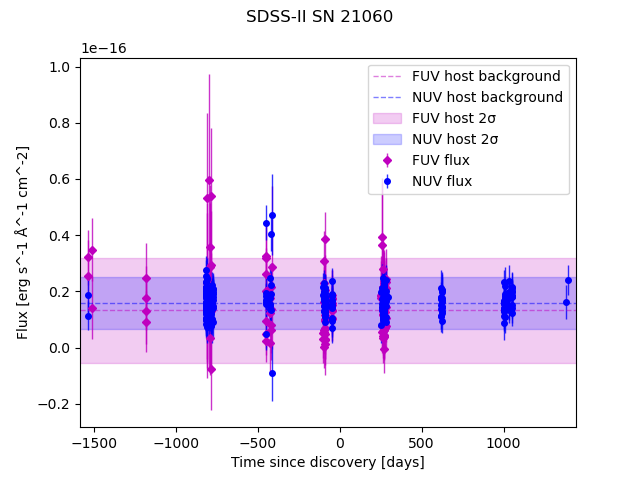 SDSS-II SN 21060
1e−16
1.0
0.8
0.6
0.4
0.2
0.0
−0.2
Flux [erg s^-1 Å^-1 cm^-2]
−1500 −1000 −500 0 500 1000
Time since discovery [days]
FUV host background
NUV host background
FUV host 2σ
NUV host 2σ
FUV flux
NUV flux